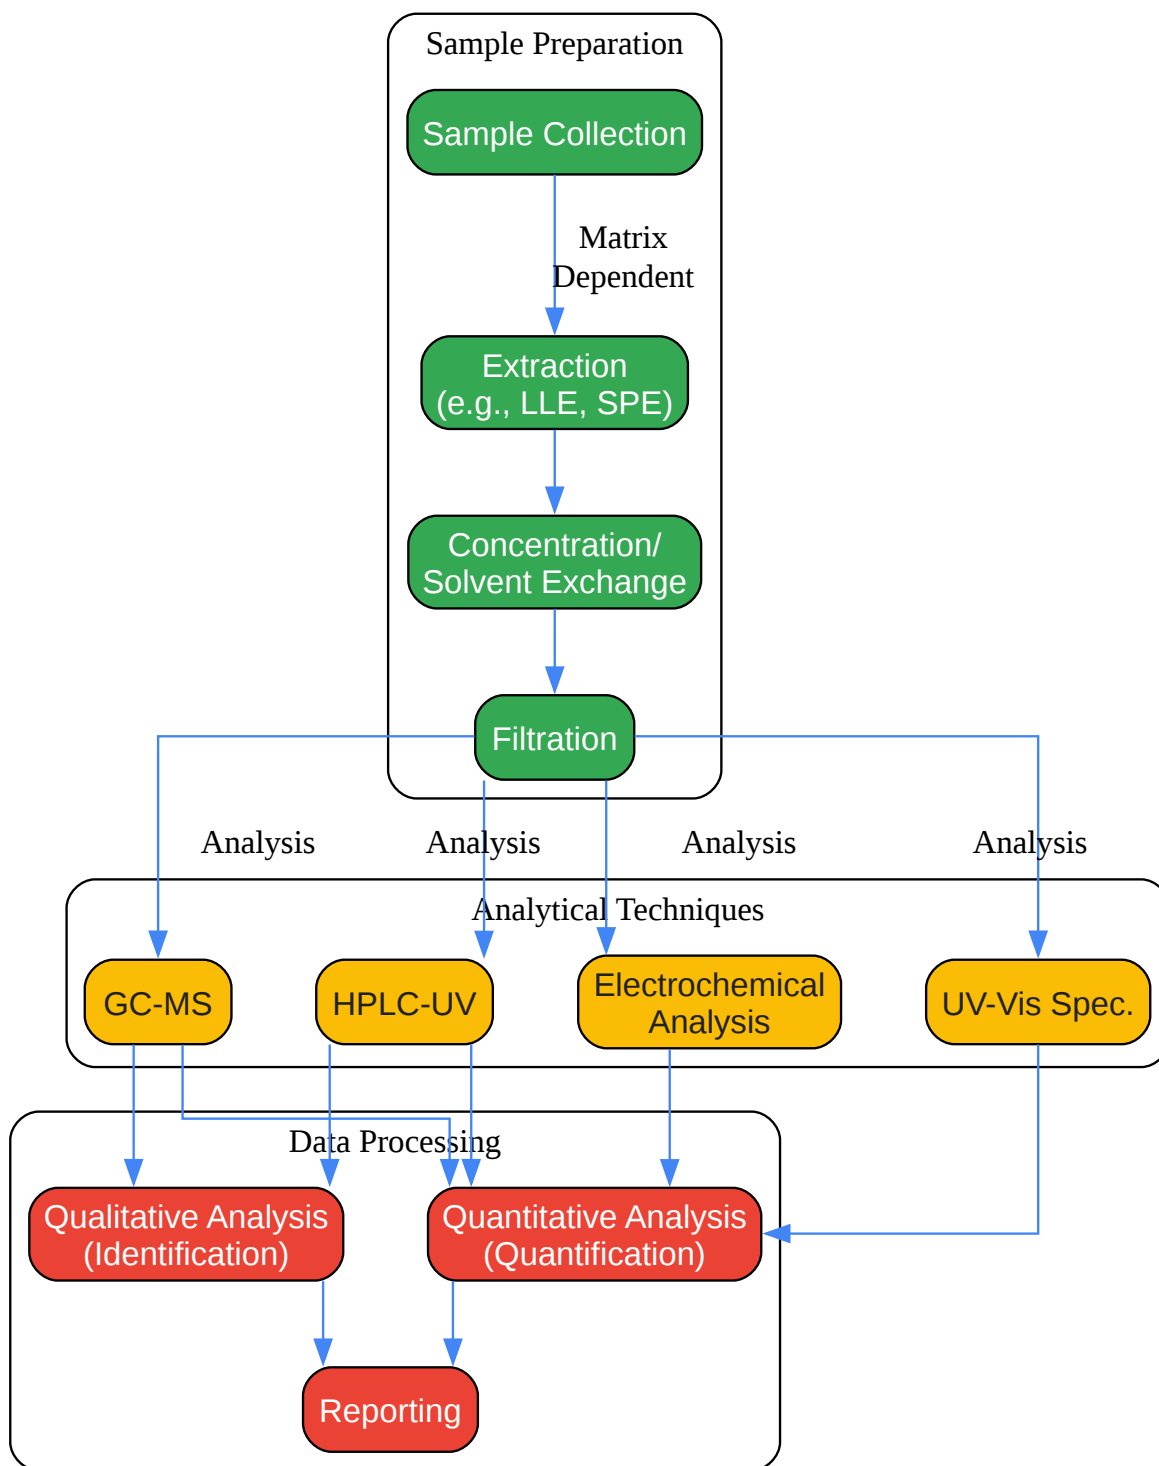 Sample Preparation
Sample Collection
Matrix
Dependent
Extraction
(e.g., LLE, SPE)
Concentration/
Solvent Exchange
Filtration
Analysis
Analysis
Analysis
Analysis
Analytical Techniques
GC-MS
HPLC-UV
Electrochemical
Analysis
UV-Vis Spec.
Data Processing
Qualitative Analysis
(Identification)
Quantitative Analysis
(Quantification)
Reporting